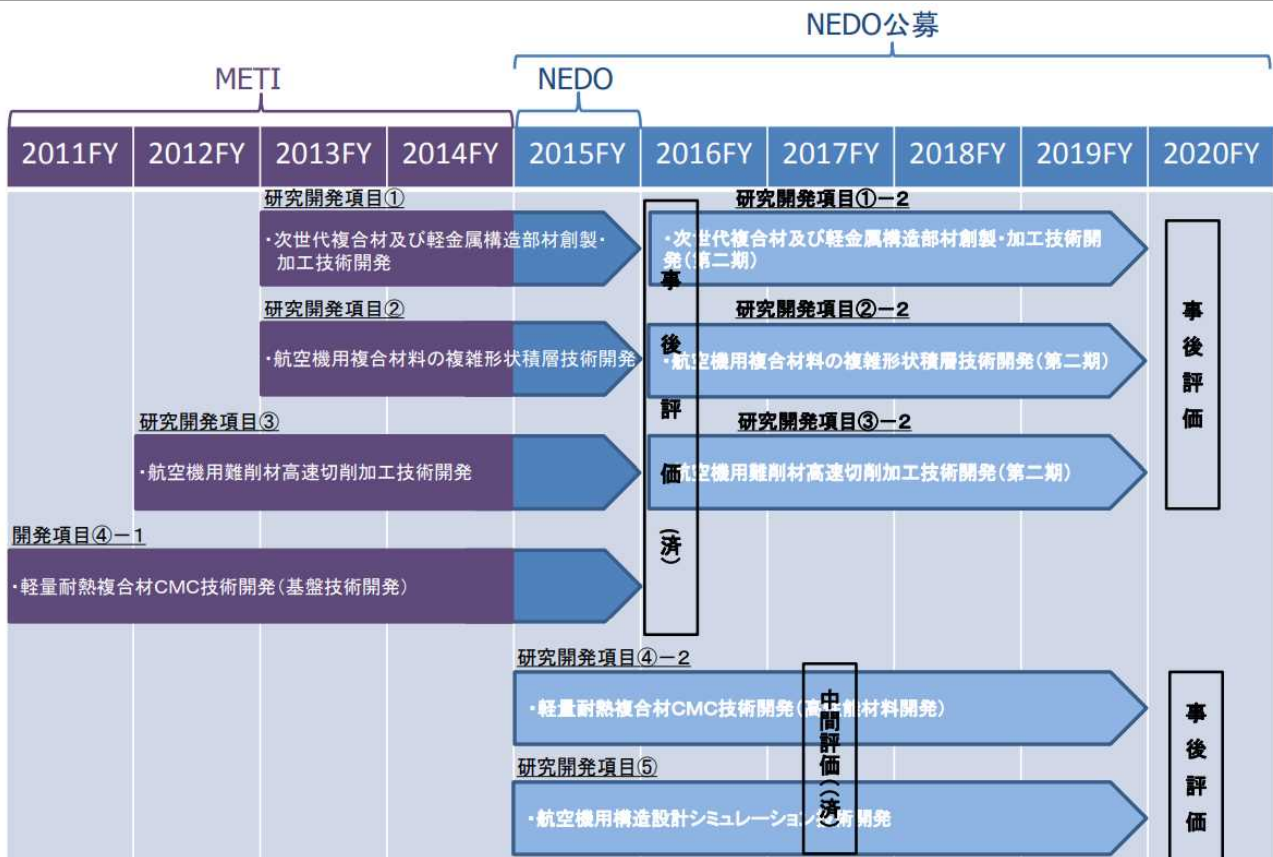 NEDO公募
METI
NEDO
2011FY
2012FY
2013FY
2014FY
2015FY
2016FY
2017FY
2018FY
2019FY
2020FY
研究開発項目①
・次世代複合材及び軽金属構造部材創製・
加工技術開発
研究開発項目①－2
・次世代複合材及び軽金属構造部材創製・加工技術開
発(第二期)
研究開発項目②
・航空機用複合材料の複雑形状積層技術開発
研究開発項目②－2
・航空機用複合材料の複雑形状積層技術開発(第二期)
研究開発項目③
・航空機用難削材高速切削加工技術開発
研究開発項目③－2
航空機用難削材高速切削加工技術開発(第二期)
開発項目④－1
・軽量耐熱複合材CMC技術開発(基盤技術開発)
事後評価(済)
事後評価
研究開発項目④－2
・軽量耐熱複合材CMC技術開発(高性能材料開発)
研究開発項目⑤
・航空機用構造設計シミュレーション技術開発
中間評価((済)
事後評価